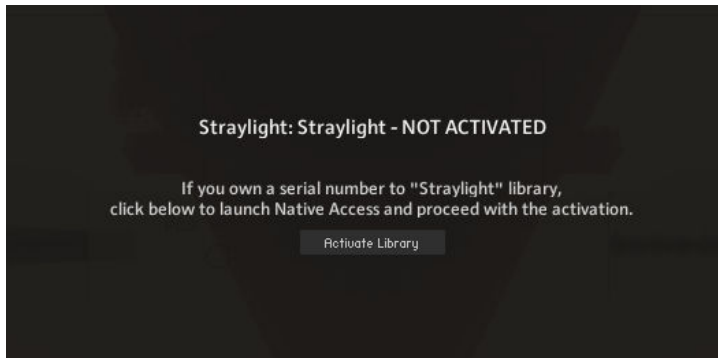 Straylight: Straylight - NOT ACTIVATED
If you own a serial number to "Straylight" library,
click below to launch Native Access and proceed with the activation.
Activate Library